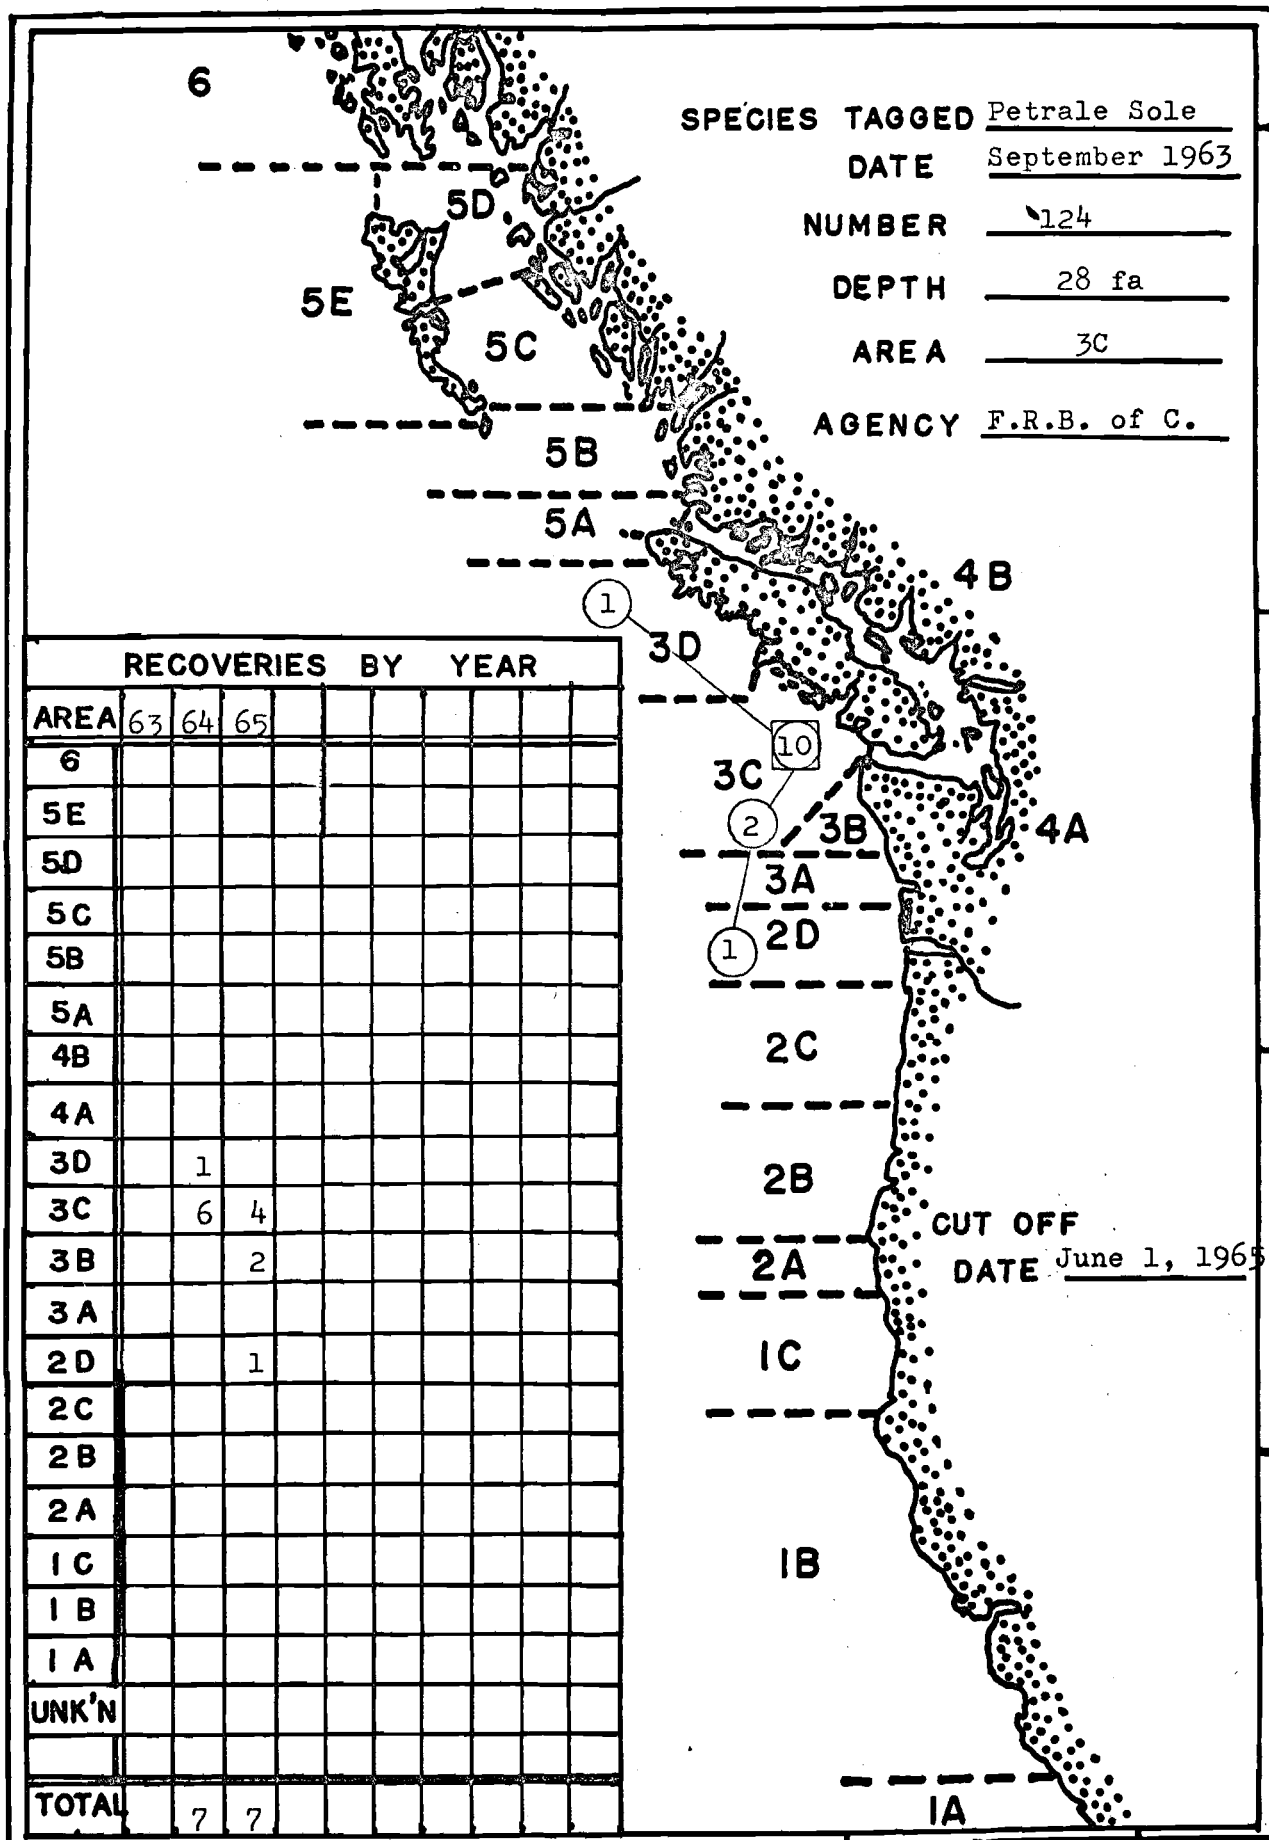 6
SPECIES TAGGED Petrale Sole
DATE September 1963
5D
NUMBER 124
5E
DEPTH 28 fa
5C
AREA 3C
AGENCY F.R.B. of C.
5B
5A
4B
1
3D
10
3C
2
3B
4A
3A
2D
1
2C
2B
CUT OFF
DATE June 1, 1965
2A
1C
1B
1A
RECOVERIES BY YEAR
AREA 63 64 65
6
5E
5D
5C
5B
5A
4B
4A
3D 1
3C 6 4
3B 2
3A
2D 1
2C
2B
2A
1C
1B
1A
UNK'N
TOTAL 7 7